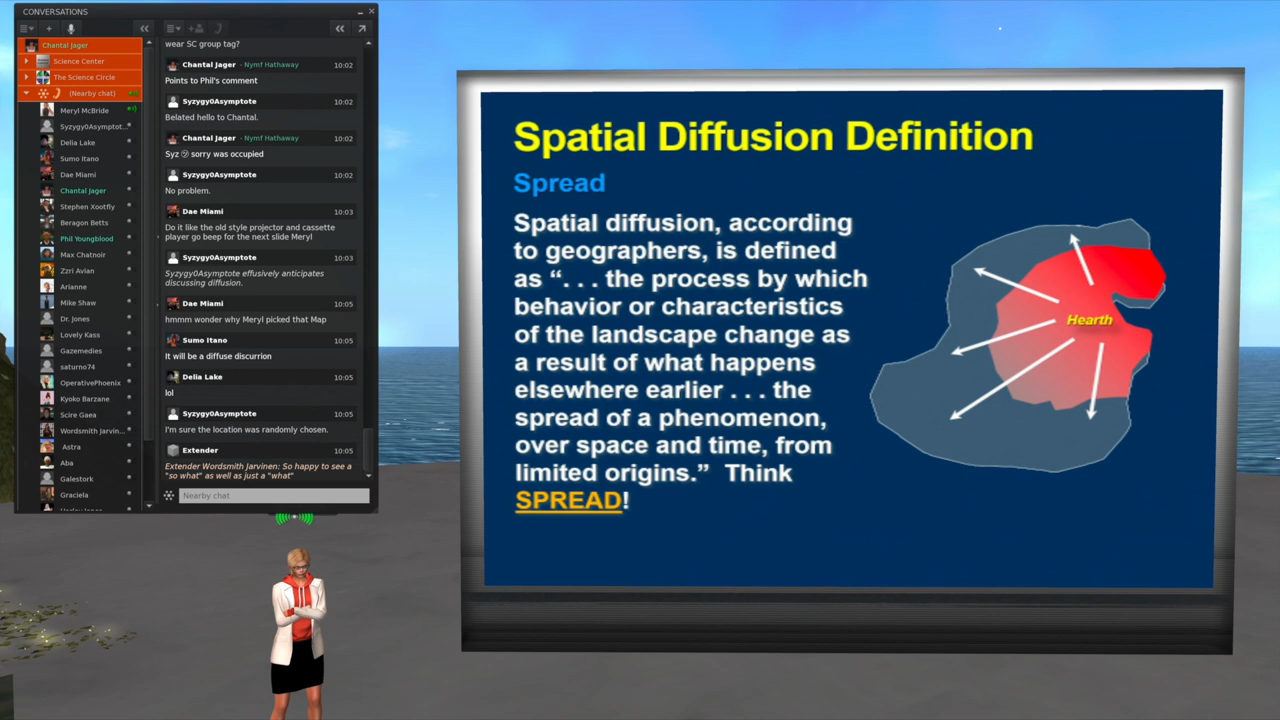 CONVERSATIONS
Chantal Jager
Science Center
The Science Circle
(Nearby chat)
Meryl McBride
Syzygy0Asymptot...
Delia Lake
Sumo Itano
Dae Miami
Chantal Jager
Stephen Xootfly
Beragon Betts
Phil Youngblood
Max Chatnoir
Zzri Avian
Arianne
Mike Shaw
Dr. Jones
Lovely Kass
Gazemedies
saturno74
OperativePhoenix
Kyoko Barzane
Scire Gaea
Wordsmith Jarvin...
Astra
Aba
Galestork
Graciela
wear SC group tag?
Chantal Jager - Nymf Hathaway 10:02
Points to Phil's comment
Syzygy0Asymptote 10:02
Belated hello to Chantal.
Chantal Jager - Nymf Hathaway 10:02
Syz sorry was occupied
Syzygy0Asymptote 10:02
No problem.
Dae Miami 10:03
Do it like the old style projector and cassette
player go beep for the next slide Meryl
Syzygy0Asymptote 10:03
Syzygy0Asymptote effusively anticipates
discussing diffusion.
Dae Miami 10:05
hmmm wonder why Meryl picked that Map
Sumo Itano 10:05
It will be a diffuse discurrion
Delia Lake 10:05
lol
Syzygy0Asymptote 10:05
I'm sure the location was randomly chosen.
Extender 10:05
Extender Wordsmith Jarvinen: So happy to see a
"so what" as well as just a "what"
Nearby chat
Spatial Diffusion Definition
Spread
Spatial diffusion, according
to geographers, is defined
as “. . . the process by which
behavior or characteristics
of the landscape change as
a result of what happens
elsewhere earlier . . . the
spread of a phenomenon,
over space and time, from
limited origins.” Think
SPREAD!
Hearth